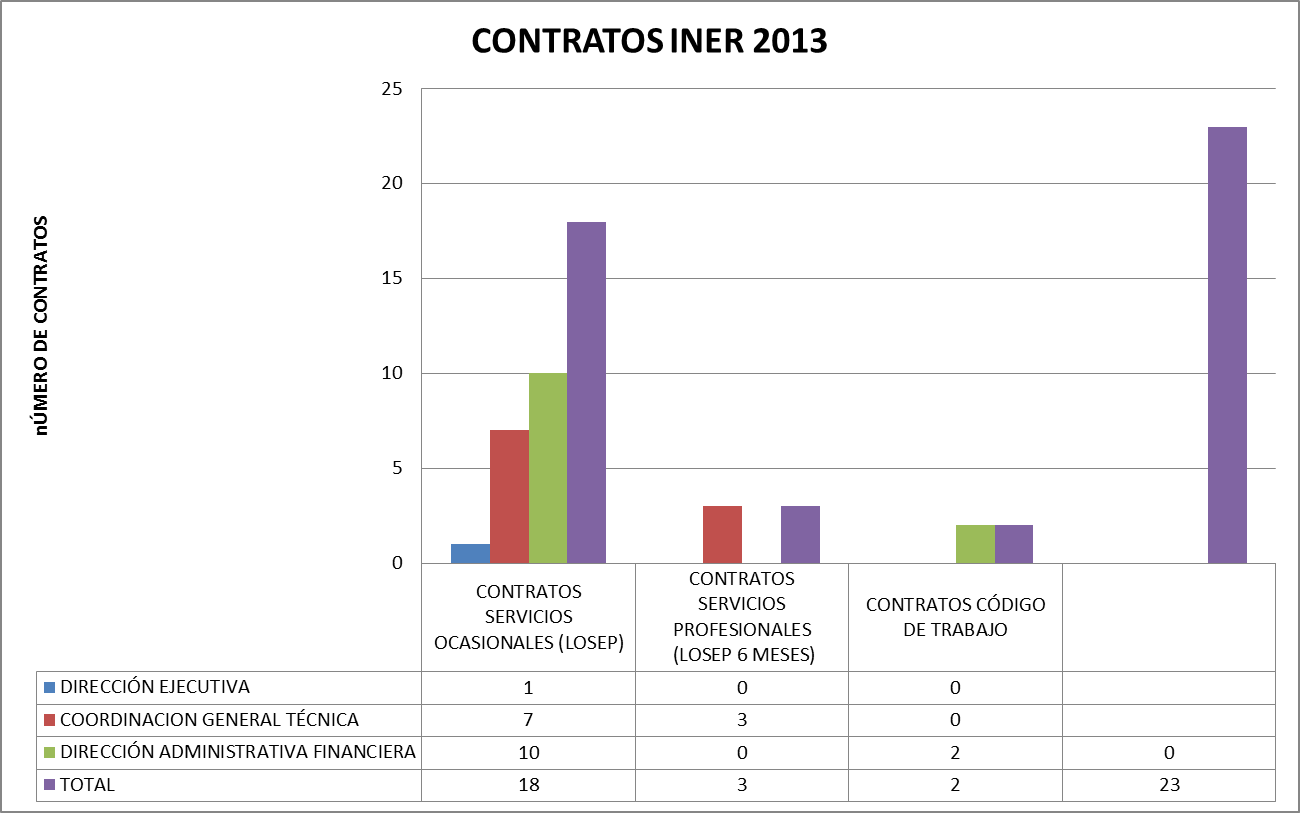 CONTRATOS INER 2013
nÚMERO DE CONTRATOS
25
20
15
10
5
0
CONTRATOS
SERVICIOS
OCASIONALES (LOSEP)
CONTRATOS
SERVICIOS
PROFESIONALES
(LOSEP 6 MESES)
CONTRATOS CÓDIGO
DE TRABAJO
DIRECCIÓN EJECUTIVA 1 0 0
COORDINACION GENERAL TÉCNICA 7 3 0
DIRECCIÓN ADMINISTRATIVA FINANCIERA 10 0 2 0
TOTAL 18 3 2 23